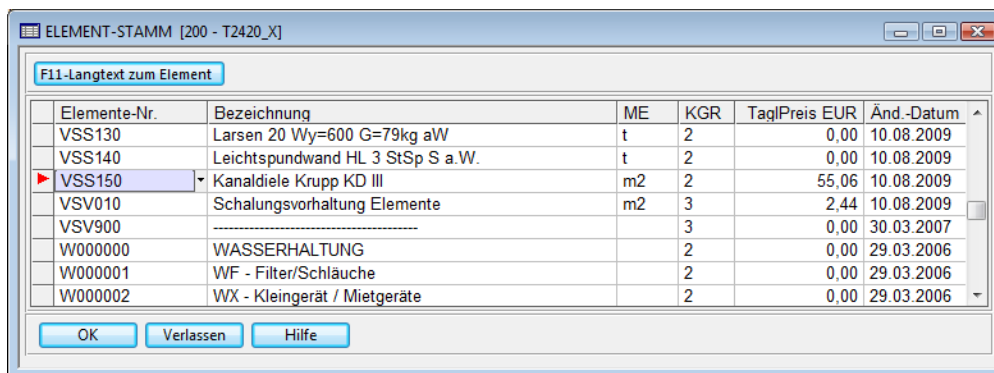 ELEMENT-STAMM [200 - T2420_X]
F11-Langtext zum Element
Elemente-Nr. Bezeichnung ME KGR TaglPreis EUR Änd.-Datum
VSS130 Larsen 20 Wy=600 G=79kg aW t 2 0,00 10.08.2009
VSS140 Leichtspundwand HL 3 StSp S a.W. t 2 0,00 10.08.2009
VSS150 Kanaldiele Krupp KD III m2 2 55,06 10.08.2009
VSV010 Schalungsvorhaltung Elemente m2 3 2,44 10.08.2009
VSV900 ---------------------------------------- 3 0,00 30.03.2007
W000000 WASSERHALTUNG 2 0,00 29.03.2006
W000001 WF - Filter/Schläuche 2 0,00 29.03.2006
W000002 WX - Kleingerät / Mietgeräte 2 0,00 29.03.2006
OK Verlassen Hilfe